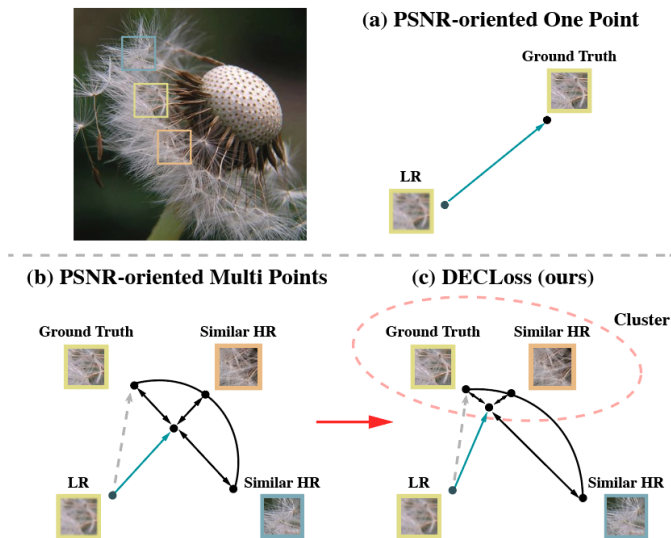 (a) PSNR-oriented One Point
Ground Truth
LR
(b) PSNR-oriented Multi Points
(c) DECLoss (ours)
Ground Truth
Similar HR
LR
Similar HR
Ground Truth
Similar HR
Cluster
LR
Similar HR